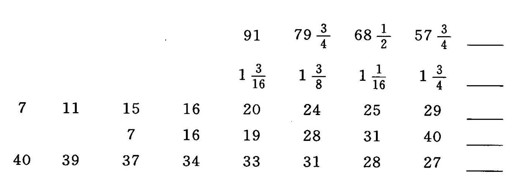 91 79 3/4 68 1/2 57 3/4 ____
1 3/16 1 3/8 1 1/16 1 3/4 ____
7 11 15 16 20 24 25 29 ____
7 16 19 28 31 40 ____
40 39 37 34 33 31 28 27 ____